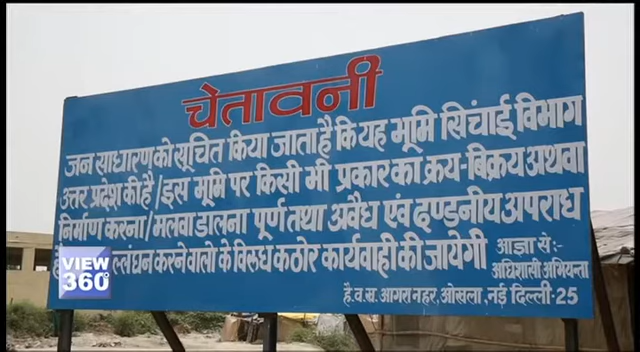 चेतावनी
जन साधारण को सूचित किया जाता है कि यह भूमि सिंचाई विभाग
उत्तर प्रदेश की है/इस भूमि पर किसी भी प्रकार का क्रय-बिक्रय अथवा
निर्माण करना/मलवा डालना पूर्ण तथा अवैध एवं दण्डनीय अपराध
ल्लंघन करने वालो के विरुध कठोर कार्यवाही की जायेगी
आज्ञा से :-
अधिशासी अभियन्ता
है.व.ख. आगरा नहर, ओखला, नई दिल्ली-25
VIEW
360°